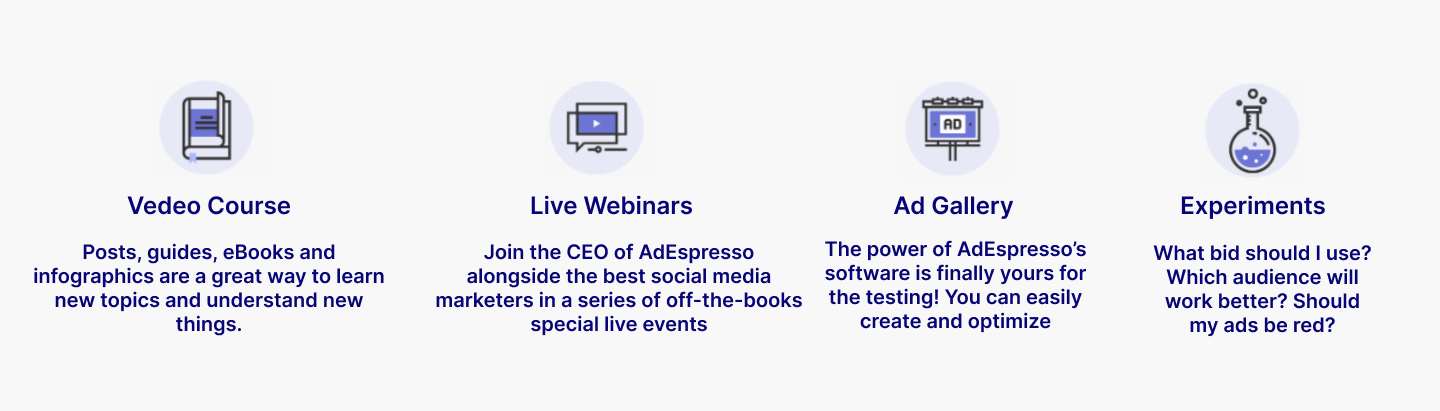 AD
Vedeo Course
Posts, guides, eBooks and
infographics are a great way to learn
new topics and understand new
things.
Live Webinars
Join the CEO of AdEspresso
alongside the best social media
marketers in a series of off-the-books
special live events
Ad Gallery
The power of AdEspresso’s
software is finally yours for
the testing! You can easily
create and optimize
Experiments
What bid should I use?
Which audience will
work better? Should
my ads be red?